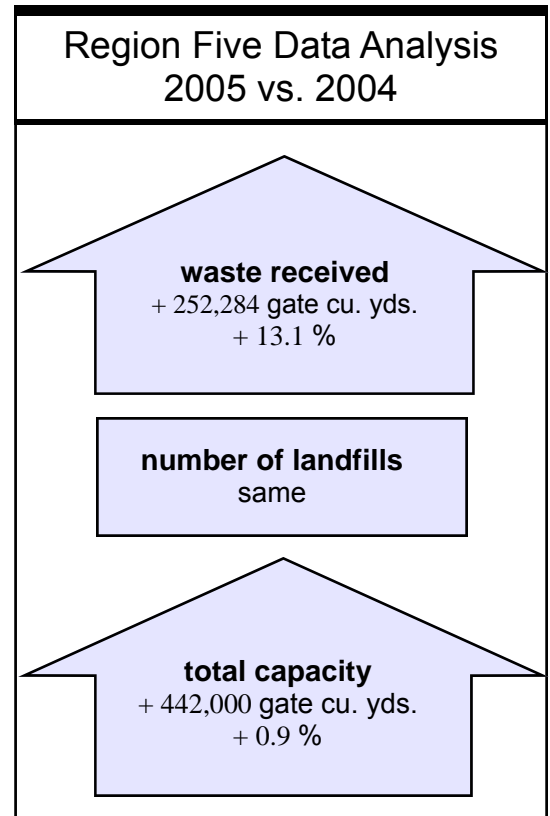 Region Five Data Analysis
2005 vs. 2004
waste received
+ 252,284 gate cu. yds.
+ 13.1 %
number of landfills
same
total capacity
+ 442,000 gate cu. yds.
+ 0.9 %